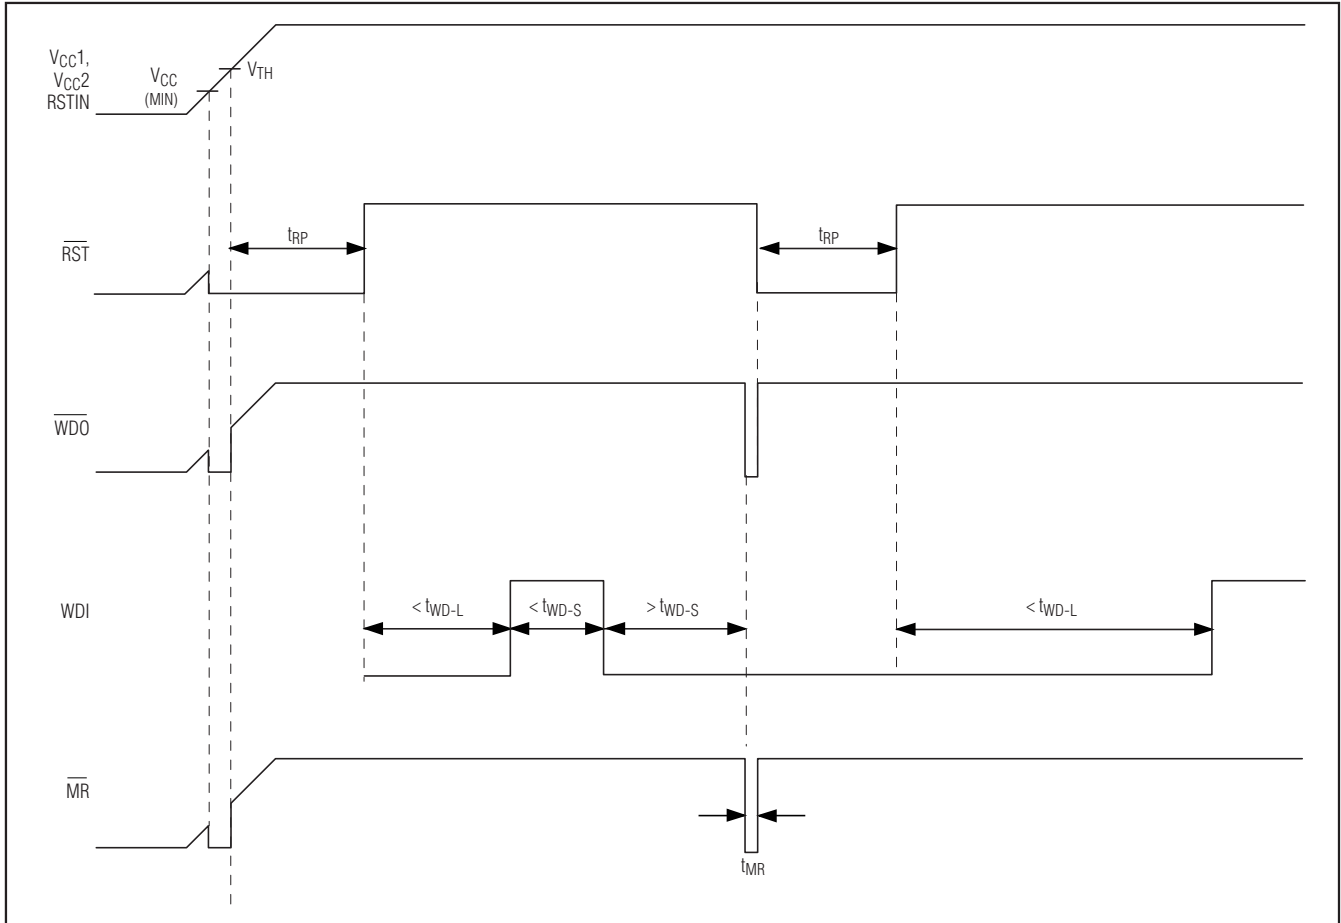 VCC1,
VCC2
RSTIN
VCC
(MIN)
VTH
RST
tRP
tRP
WDO
WDI
< tWD-L
< tWD-S
> tWD-S
< tWD-L
MR
tMR